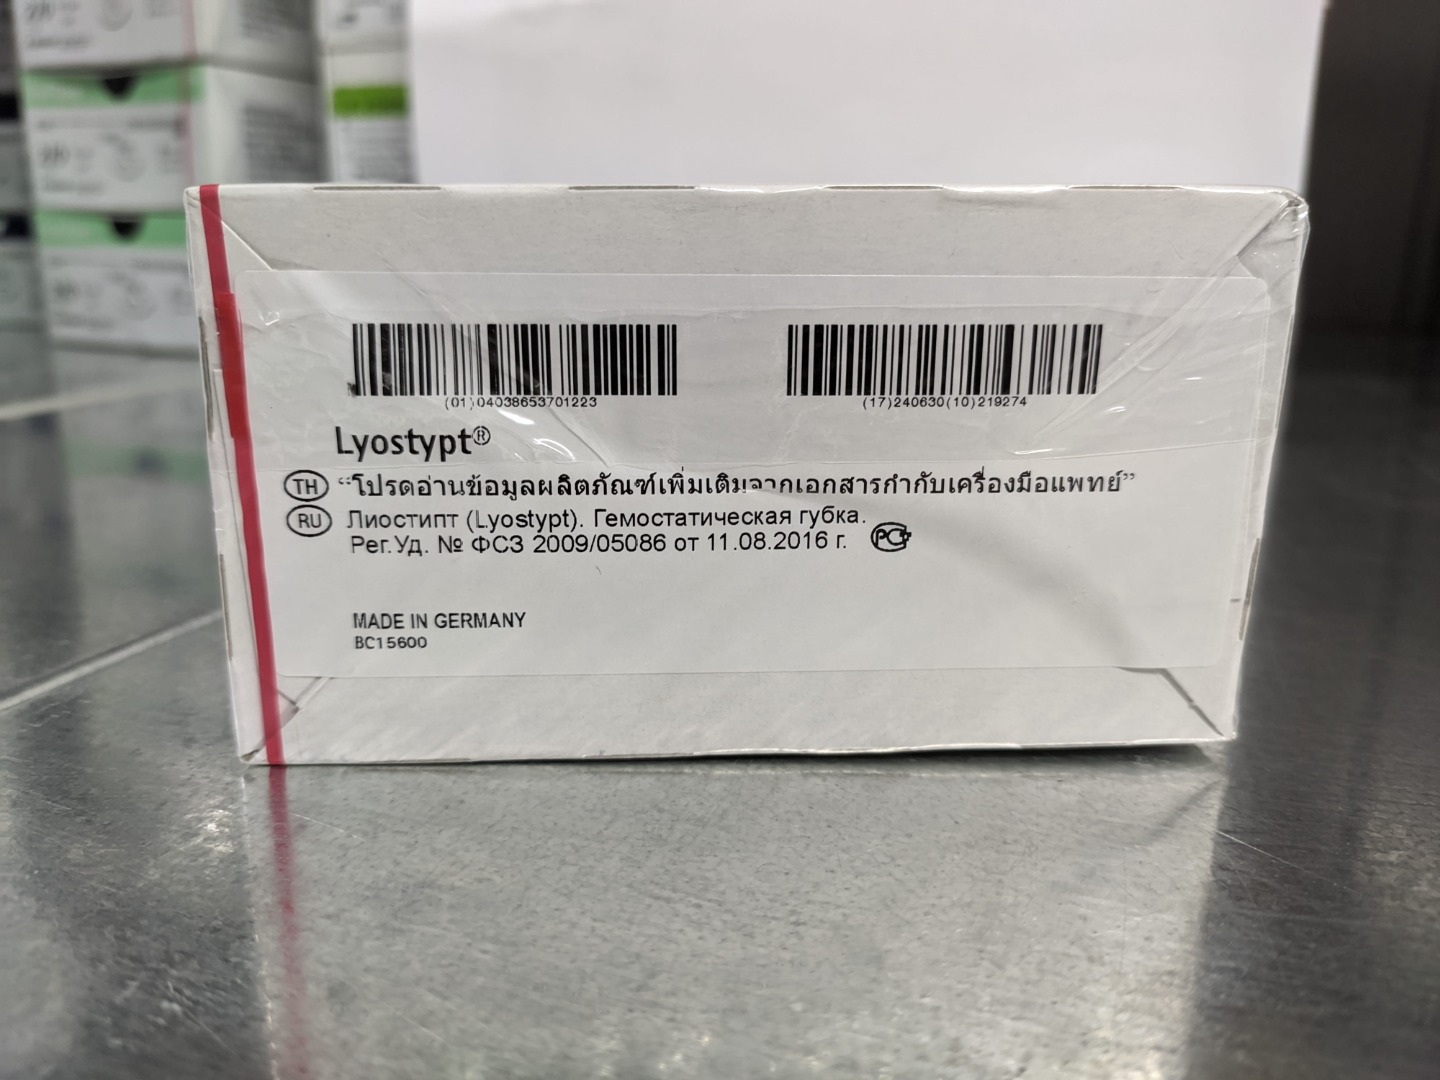 (01)04038653701223
(17)240630(10)219274
Lyostypt®
TH “โปรดอ่านข้อมูลผลิตภัณฑ์เพิ่มเติมจากเอกสารกำกับเครื่องมือแพทย์”
RU Лиостипт (Lyostypt). Гемостатическая губка.
Рег.Уд. № ФСЗ 2009/05086 от 11.08.2016 г. РСТ
MADE IN GERMANY
BC15600